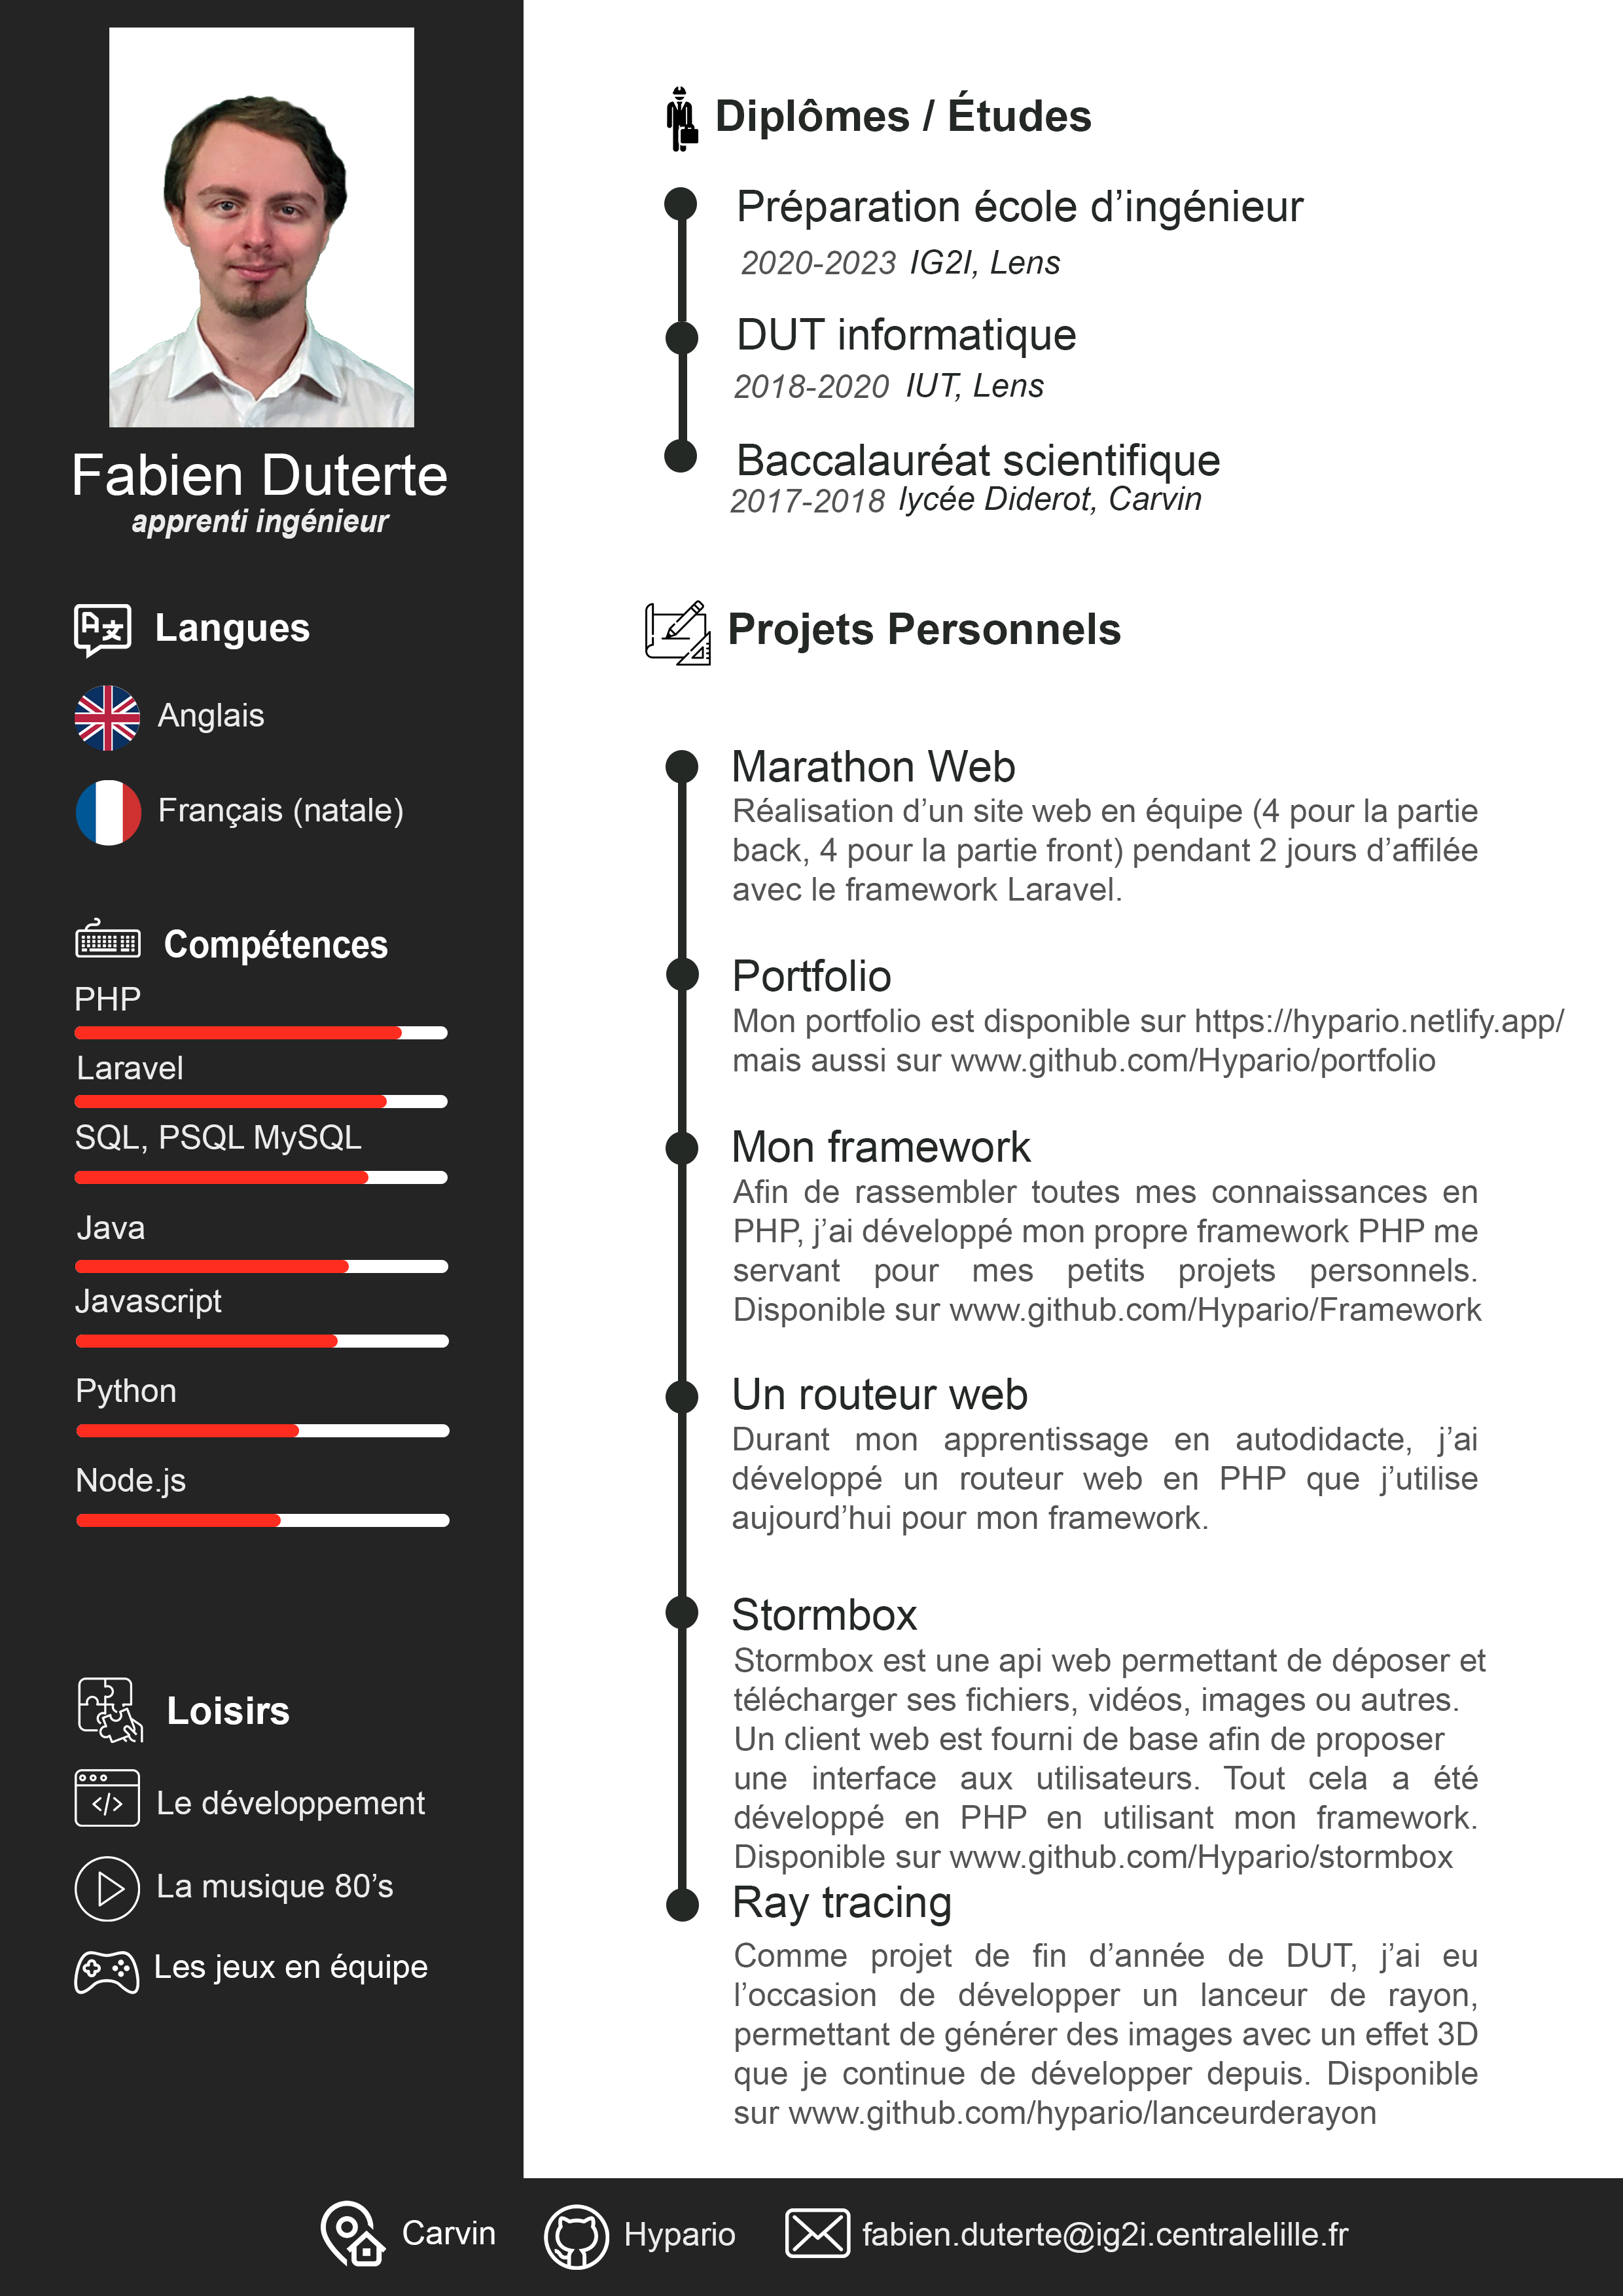 Fabien Duterte
apprenti ingénieur
Langues
Anglais
Français (natale)
Compétences
PHP
Laravel
SQL, PSQL MySQL
Java
Javascript
Python
Node.js
Loisirs
Le développement
La musique 80’s
Les jeux en équipe
Diplômes / Études
Préparation école d’ingénieur
2020-2023 IG2I, Lens
DUT informatique
2018-2020 IUT, Lens
Baccalauréat scientifique
2017-2018 lycée Diderot, Carvin
Projets Personnels
Marathon Web
Réalisation d’un site web en équipe (4 pour la partie
back, 4 pour la partie front) pendant 2 jours d’affilée
avec le framework Laravel.
Portfolio
Mon portfolio est disponible sur https://hypario.netlify.app/
mais aussi sur www.github.com/Hypario/portfolio
Mon framework
Afin de rassembler toutes mes connaissances en
PHP, j’ai développé mon propre framework PHP me
servant pour mes petits projets personnels.
Disponible sur www.github.com/Hypario/Framework
Un routeur web
Durant mon apprentissage en autodidacte, j’ai
développé un routeur web en PHP que j’utilise
aujourd’hui pour mon framework.
Stormbox
Stormbox est une api web permettant de déposer et
télécharger ses fichiers, vidéos, images ou autres.
Un client web est fourni de base afin de proposer
une interface aux utilisateurs. Tout cela a été
développé en PHP en utilisant mon framework.
Disponible sur www.github.com/Hypario/stormbox
Ray tracing
Comme projet de fin d’année de DUT, j’ai eu
l’occasion de développer un lanceur de rayon,
permettant de générer des images avec un effet 3D
que je continue de développer depuis. Disponible
sur www.github.com/hypario/lanceurderayon
Carvin
Hypario
fabien.duterte@ig2i.centralelille.fr